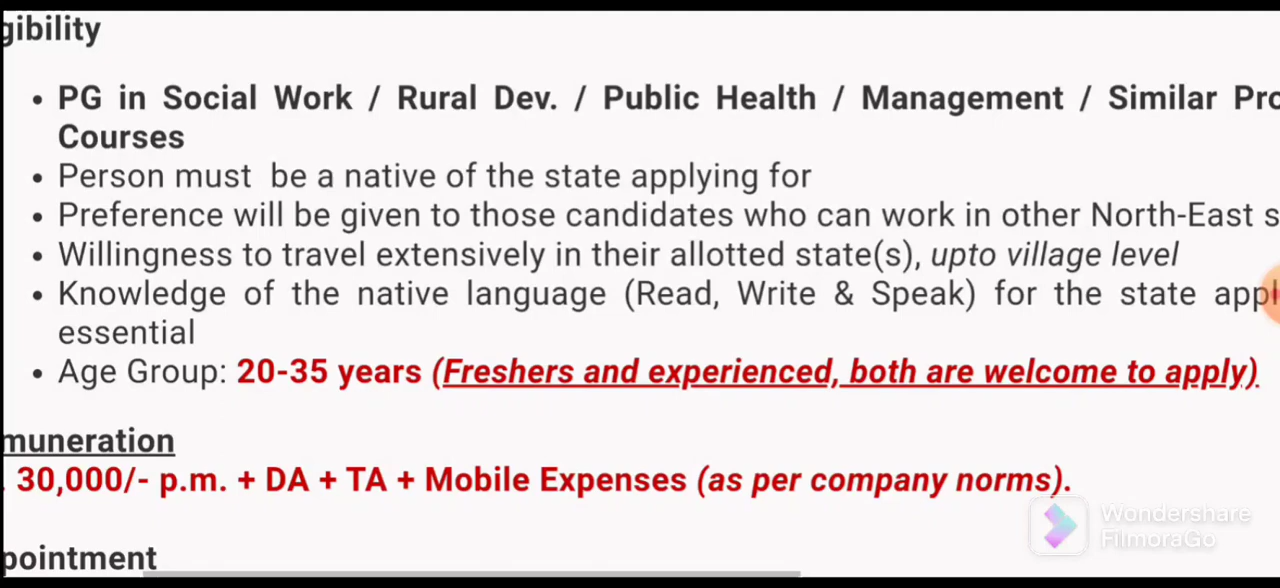 gibility
• PG in Social Work / Rural Dev. / Public Health / Management / Similar Pro
Courses
• Person must be a native of the state applying for
• Preference will be given to those candidates who can work in other North-East s
• Willingness to travel extensively in their allotted state(s), upto village level
• Knowledge of the native language (Read, Write & Speak) for the state appl
essential
• Age Group: 20-35 years (Freshers and experienced, both are welcome to apply).
muneration
. 30,000/- p.m. + DA + TA + Mobile Expenses (as per company norms).
pointment
Wondershare
FilmoraGo